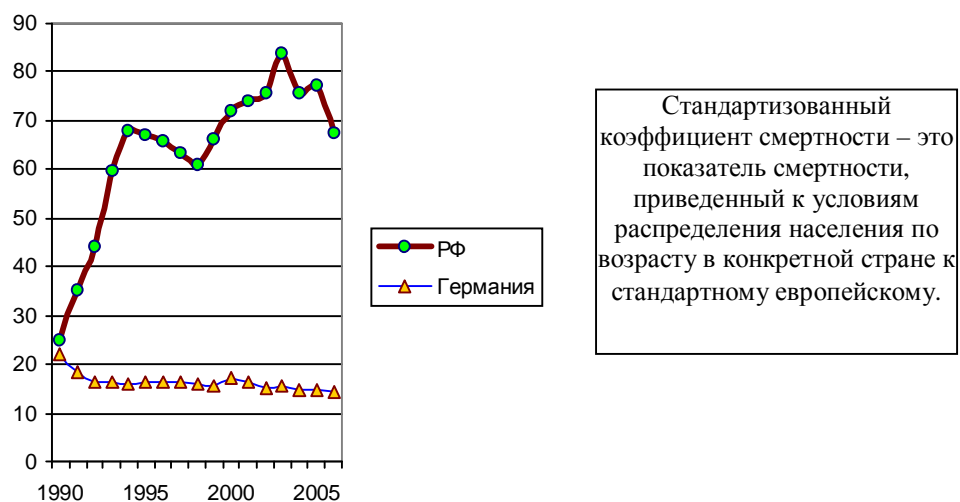 90
80
70
60
50
40
30
20
10
0
1990 1995 2000 2005
РФ
Германия
Стандартизованный
коэффициент смертности – это
показатель смертности,
приведенный к условиям
распределения населения по
возрасту в конкретной стране к
стандартному европейскому.